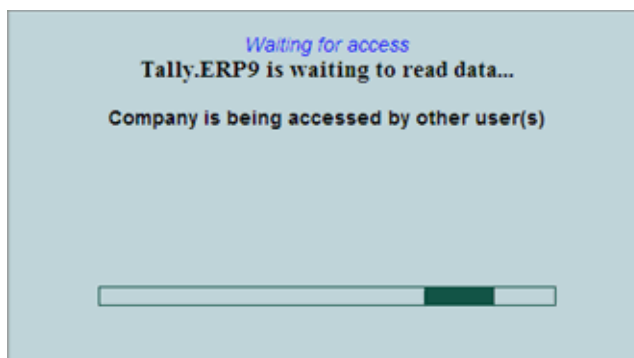 Waiting for access
Tally.ERP9 is waiting to read data...
Company is being accessed by other user(s)